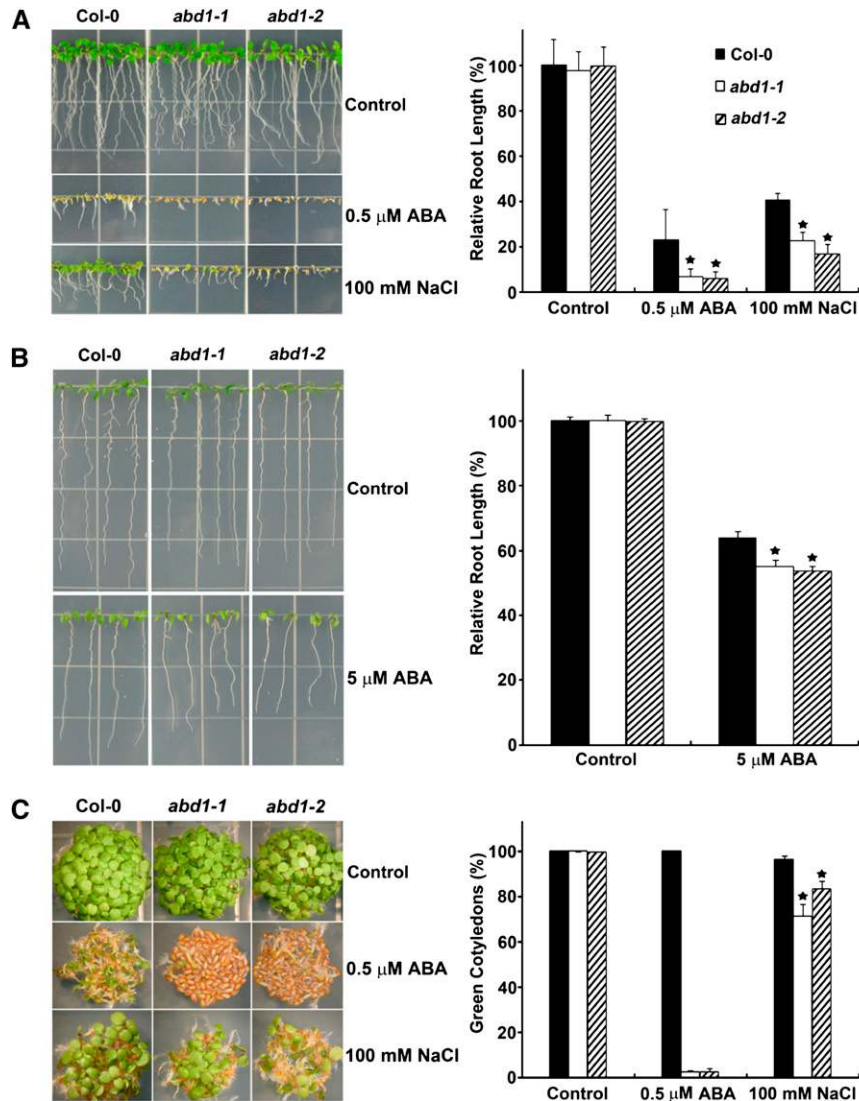 A
Col-0 abd1-1 abd1-2
Control
0.5 μM ABA
100 mM NaCl
Relative Root Length (%)
100
80
60
40
20
0
Col-0
abd1-1
abd1-2
Control 0.5 μM ABA 100 mM NaCl
B
Col-0 abd1-1 abd1-2
Control
5 μM ABA
Relative Root Length (%)
100
80
60
40
20
0
Control 5 μM ABA
C
Col-0 abd1-1 abd1-2
Control
0.5 μM ABA
100 mM NaCl
Green Cotyledons (%)
100
80
60
40
20
0
Control 0.5 μM ABA 100 mM NaCl